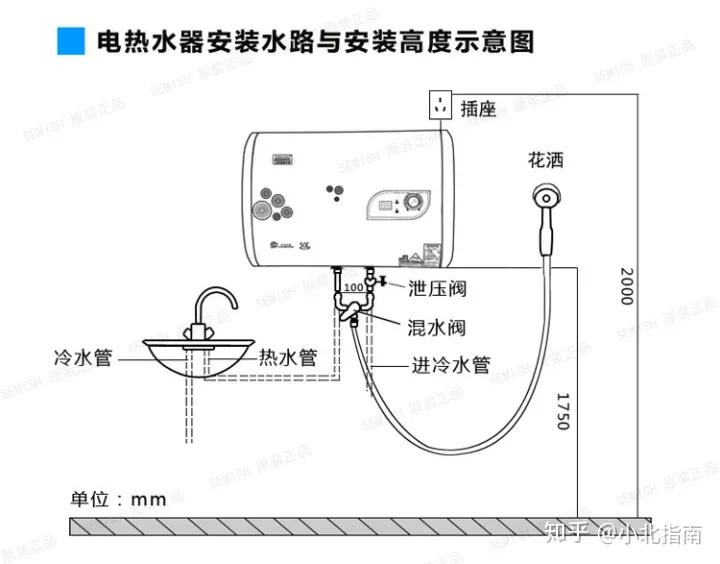 电热水器安装水路与安装高度示意图
SEMISH 原装正品
插座
花洒
泄压阀
100
混水阀
冷水管
热水管
进冷水管
2000
1750
单位：mm
知乎 @小北指南